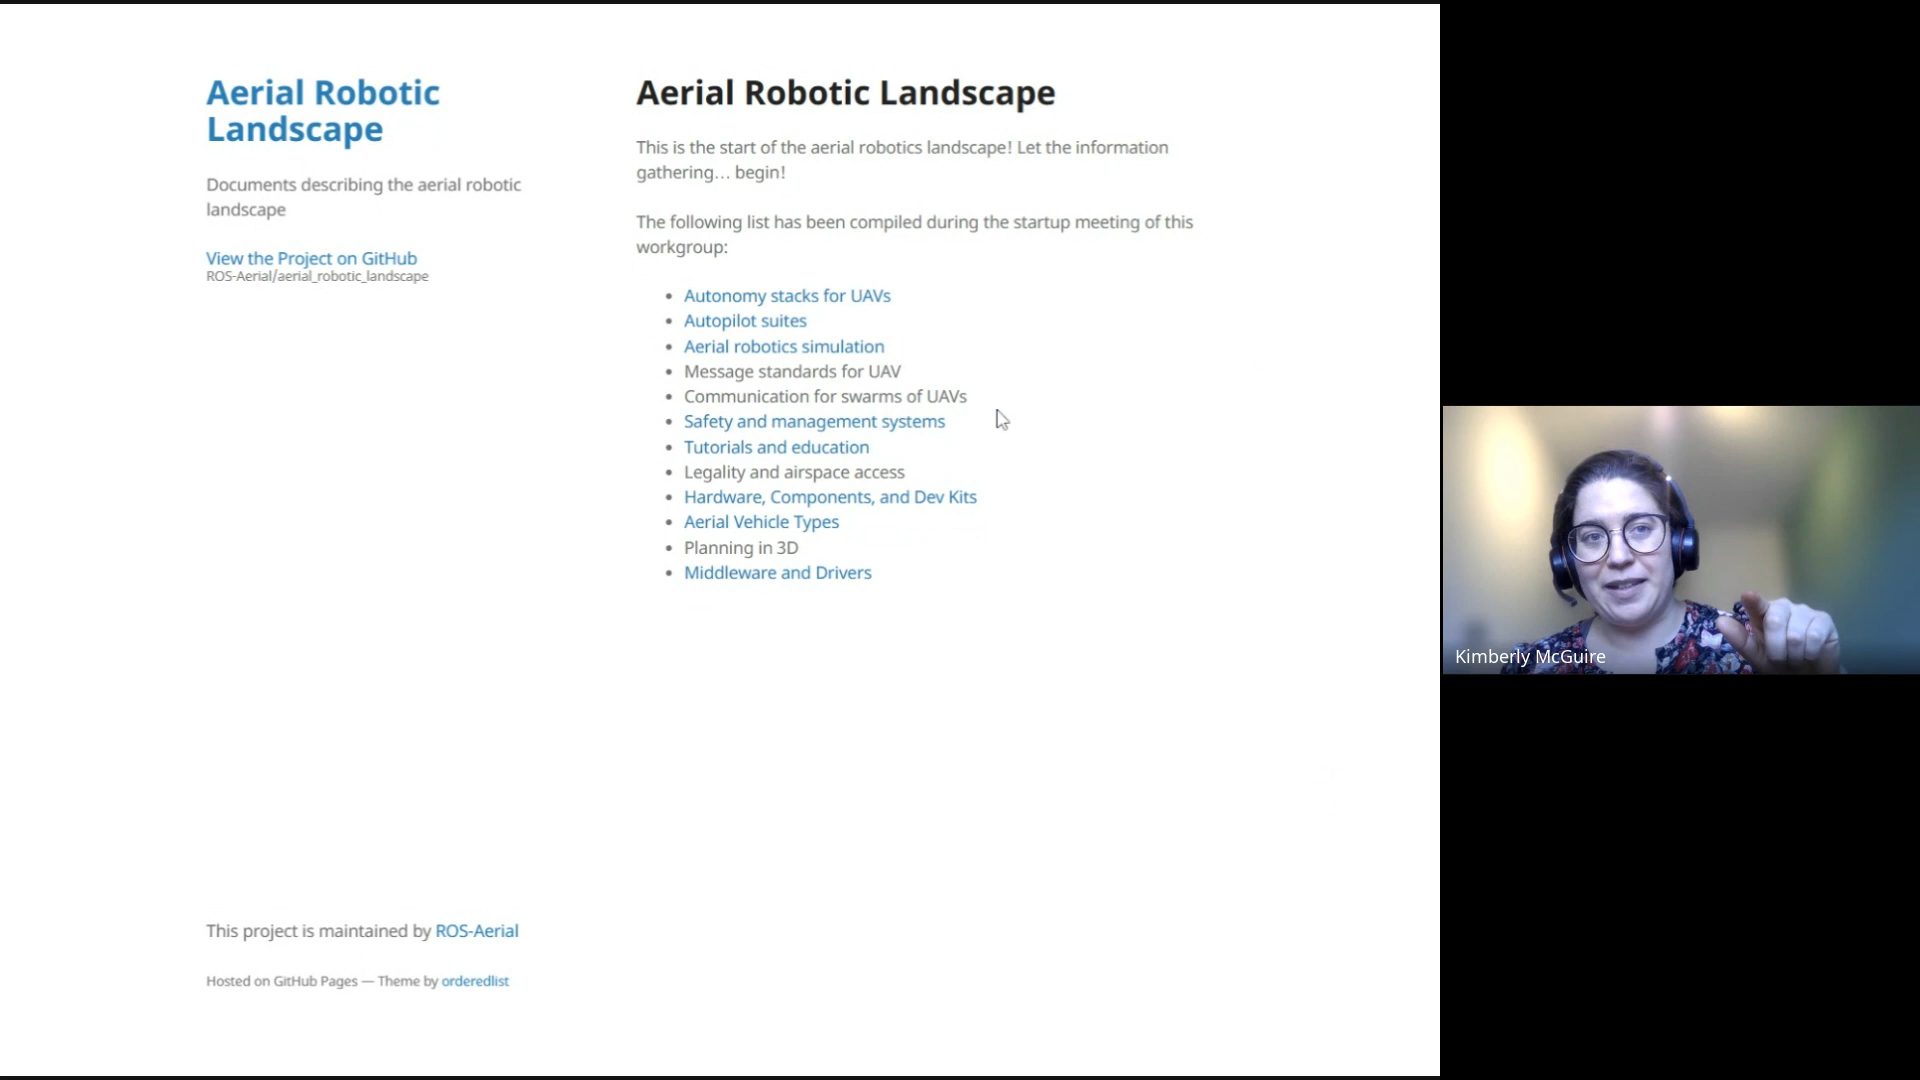 Aerial Robotic
Landscape
Documents describing the aerial robotic
landscape
View the Project on GitHub
ROS-Aerial/aerial_robotic_landscape
Aerial Robotic Landscape
This is the start of the aerial robotics landscape! Let the information
gathering… begin!
The following list has been compiled during the startup meeting of this
workgroup:
Autonomy stacks for UAVs
Autopilot suites
Aerial robotics simulation
Message standards for UAV
Communication for swarms of UAVs
Safety and management systems
Tutorials and education
Legality and airspace access
Hardware, Components, and Dev Kits
Aerial Vehicle Types
Planning in 3D
Middleware and Drivers
This project is maintained by ROS-Aerial
Hosted on GitHub Pages — Theme by orderedlist
Kimberly McGuire